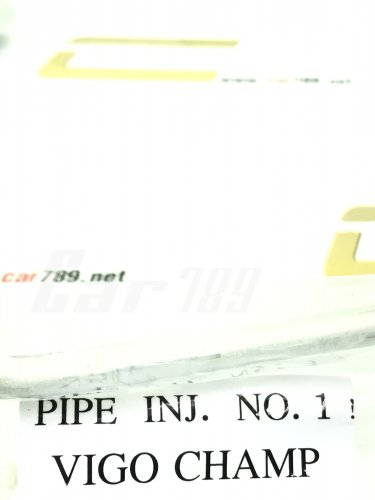 car789.net
Car 789
PIPE INJ. NO. 1
VIGO CHAMP